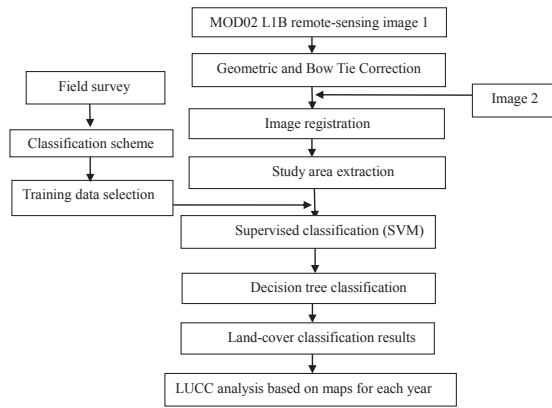 MOD02 L1B remote-sensing image 1
Geometric and Bow Tie Correction
Field survey
Image 2
Image registration
Classification scheme
Study area extraction
Training data selection
Supervised classification (SVM)
Decision tree classification
Land-cover classification results
LUCC analysis based on maps for each year